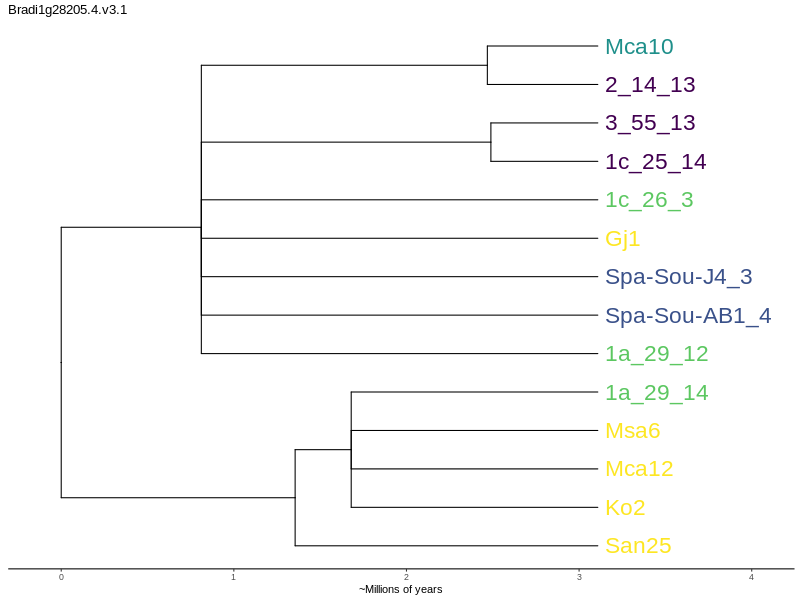 Bradi1g28205.4.v3.1
Mca10
2_14_13
3_55_13
1c_25_14
1c_26_3
Gj1
Spa-Sou-J4_3
Spa-Sou-AB1_4
1a_29_12
1a_29_14
Msa6
Mca12
Ko2
San25
0 1 2 3 4
~Millions of years